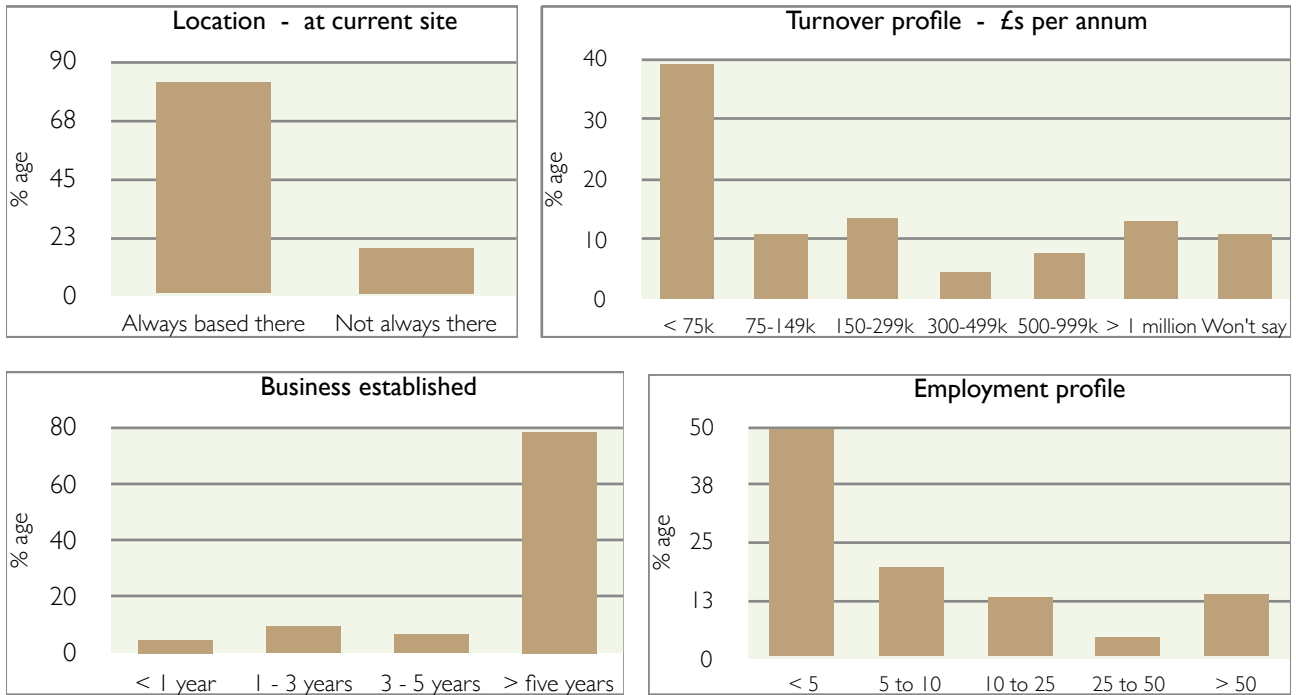 Location - at current site
90
68
45
23
0
% age
Always based there Not always there
Turnover profile - £s per annum
40
30
20
10
0
% age
< 75k 75-149k 150-299k 300-499k 500-999k > 1 million Won't say
Business established
80
60
40
20
0
% age
< 1 year 1 - 3 years 3 - 5 years > five years
Employment profile
50
38
25
13
0
% age
< 5 5 to 10 10 to 25 25 to 50 > 50